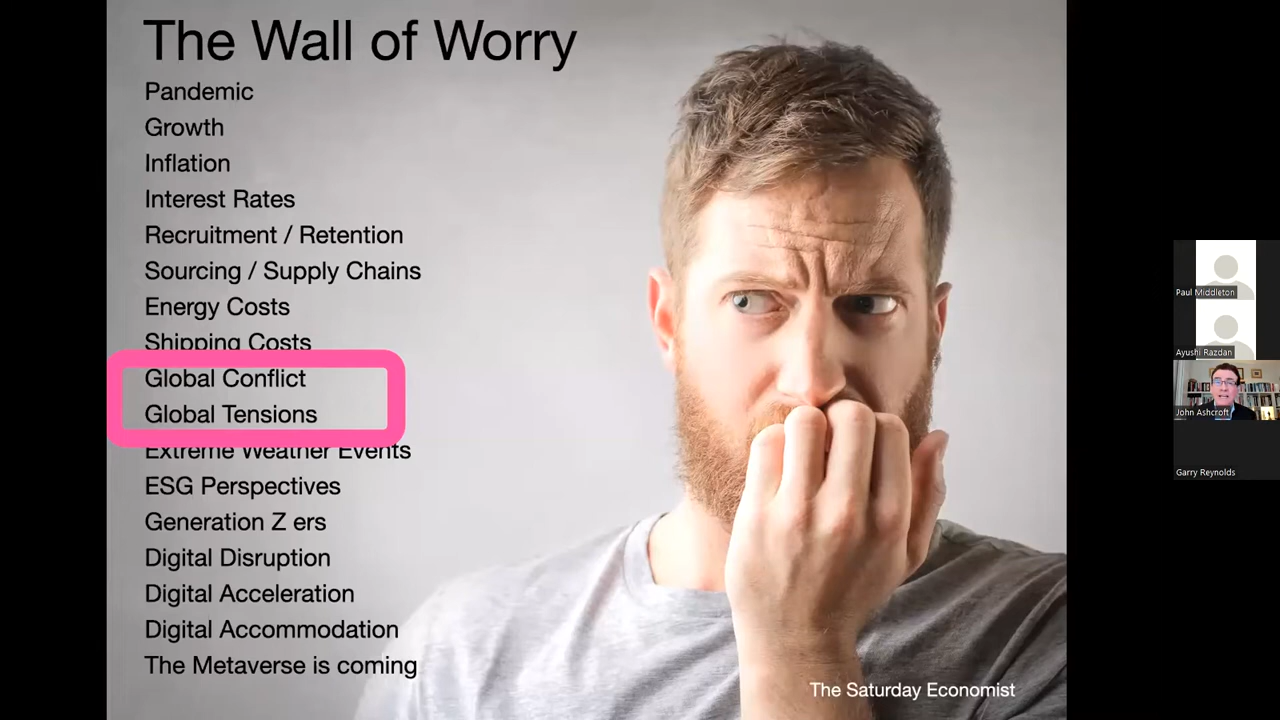 The Wall of Worry
Pandemic
Growth
Inflation
Interest Rates
Recruitment / Retention
Sourcing / Supply Chains
Energy Costs
Shipping Costs
Global Conflict
Global Tensions
Extreme Weather Events
ESG Perspectives
Generation Z ers
Digital Disruption
Digital Acceleration
Digital Accommodation
The Metaverse is coming
The Saturday Economist
Paul Middleton
Ayushi Razdan
John Ashcroft
Garry Reynolds